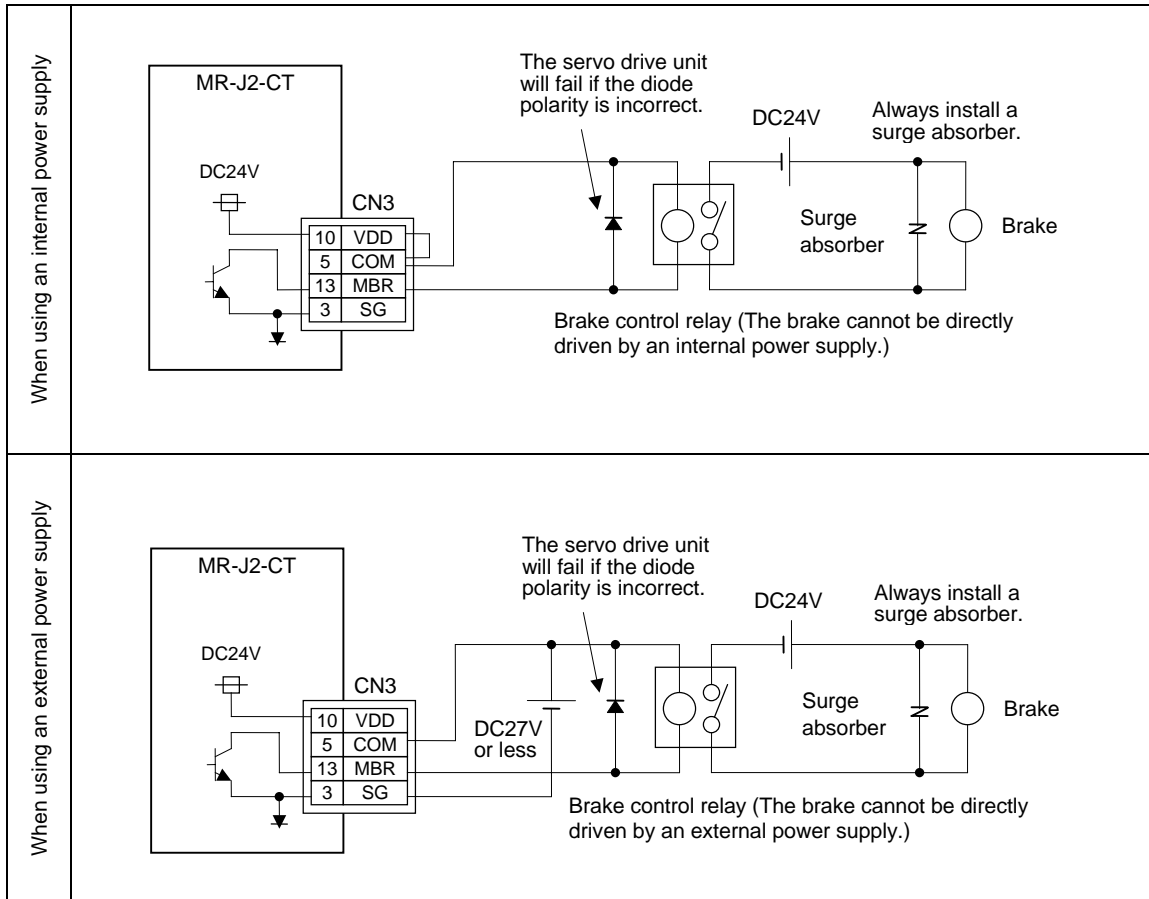 When using an internal power supply
MR-J2-CT
DC24V
CN3
10 VDD
5 COM
13 MBR
3 SG
The servo drive unit
will fail if the diode
polarity is incorrect.
DC24V
Always install a
surge absorber.
Surge
absorber
Brake
Brake control relay (The brake cannot be directly
driven by an internal power supply.)
When using an external power supply
MR-J2-CT
DC24V
CN3
10 VDD
5 COM
13 MBR
3 SG
The servo drive unit
will fail if the diode
polarity is incorrect.
DC27V
or less
DC24V
Always install a
surge absorber.
Surge
absorber
Brake
Brake control relay (The brake cannot be directly
driven by an external power supply.)